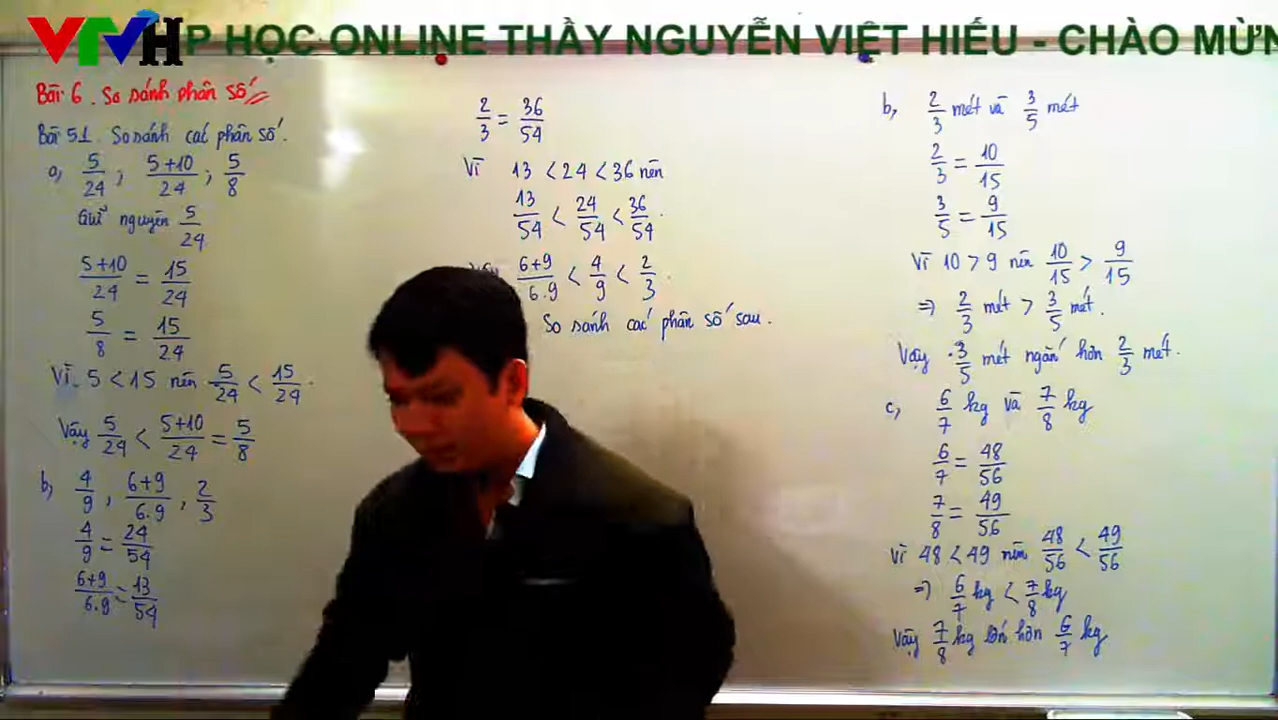 VTVH
P HỌC ONLINE THẦY NGUYỄN VIỆT HIẾU - CHÀO MỪN
Bài 6. So sánh phân số
Bài 51. So sánh các phân số.
a, 5/24 ; 5+10/24 ; 5/8
Giữ nguyên 5/24.
5+10/24 = 15/24
5/8 = 15/24
Vì 5 < 15 nên 5/24 < 15/24.
Vậy 5/24 < 5+10/24 = 5/8
b, 4/9 , 6+9/6.9 , 2/3
4/9 = 24/54
6+9/6.9 = 13/54
2/3 = 36/54
Vì 13 < 24 < 36 nên
13/54 < 24/54 < 36/54.
6+9/6.9 < 4/9 < 2/3.
So sánh các phân số sau.
b, 2/3 mét và 3/5 mét
2/3 = 10/15
3/5 = 9/15
Vì 10 > 9 nên 10/15 > 9/15
=> 2/3 mét > 3/5 mét.
Vậy 3/5 mét ngắn hơn 2/3 mét.
c, 6/7 kg và 7/8 kg
6/7 = 48/56
7/8 = 49/56
Vì 48 < 49 nên 48/56 < 49/56
=> 6/7 kg < 7/8 kg
Vậy 7/8 kg lớn hơn 6/7 kg